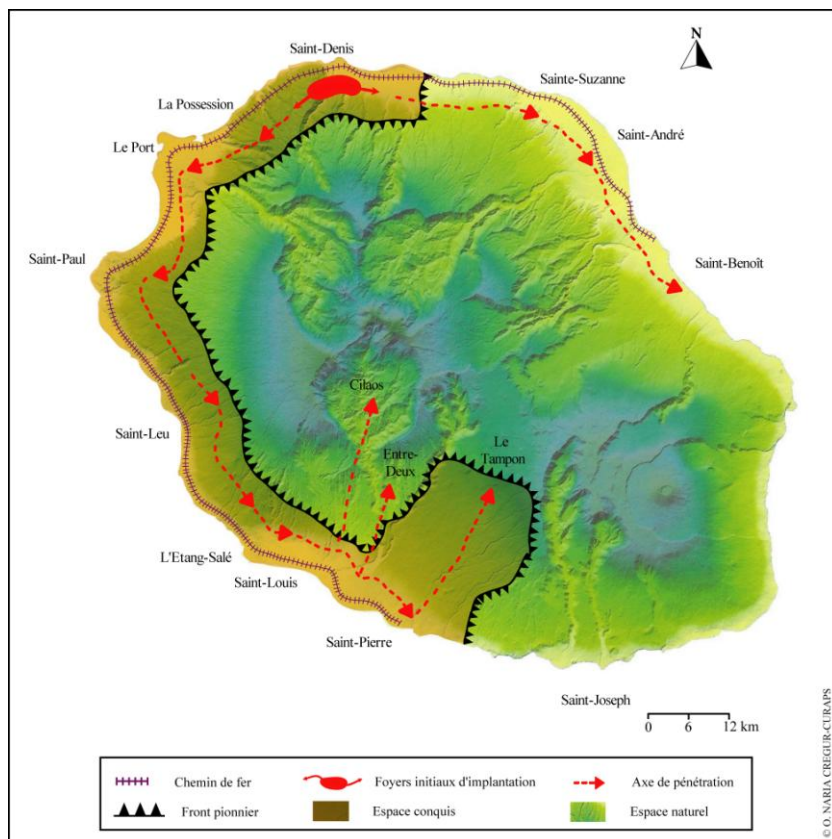 N
Saint-Denis
Sainte-Suzanne
La Possession
Saint-André
Le Port
Saint-Paul
Saint-Benoît
Cilaos
Saint-Leu
Le
Tampon
Entre-
Deux
L'Etang-Salé
Saint-Louis
Saint-Pierre
Saint-Joseph
0 6 12 km
Chemin de fer
Foyers initiaux d'implantation
Axe de pénétration
Front pionnier
Espace conquis
Espace naturel
© O. NARIA CREGUR-CURAPS